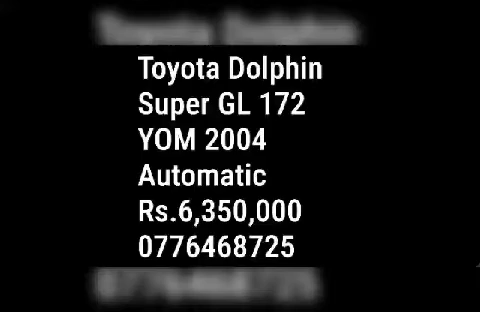 Toyota Dolphin
Super GL 172
YOM 2004
Automatic
Rs.6,350,000
0776468725